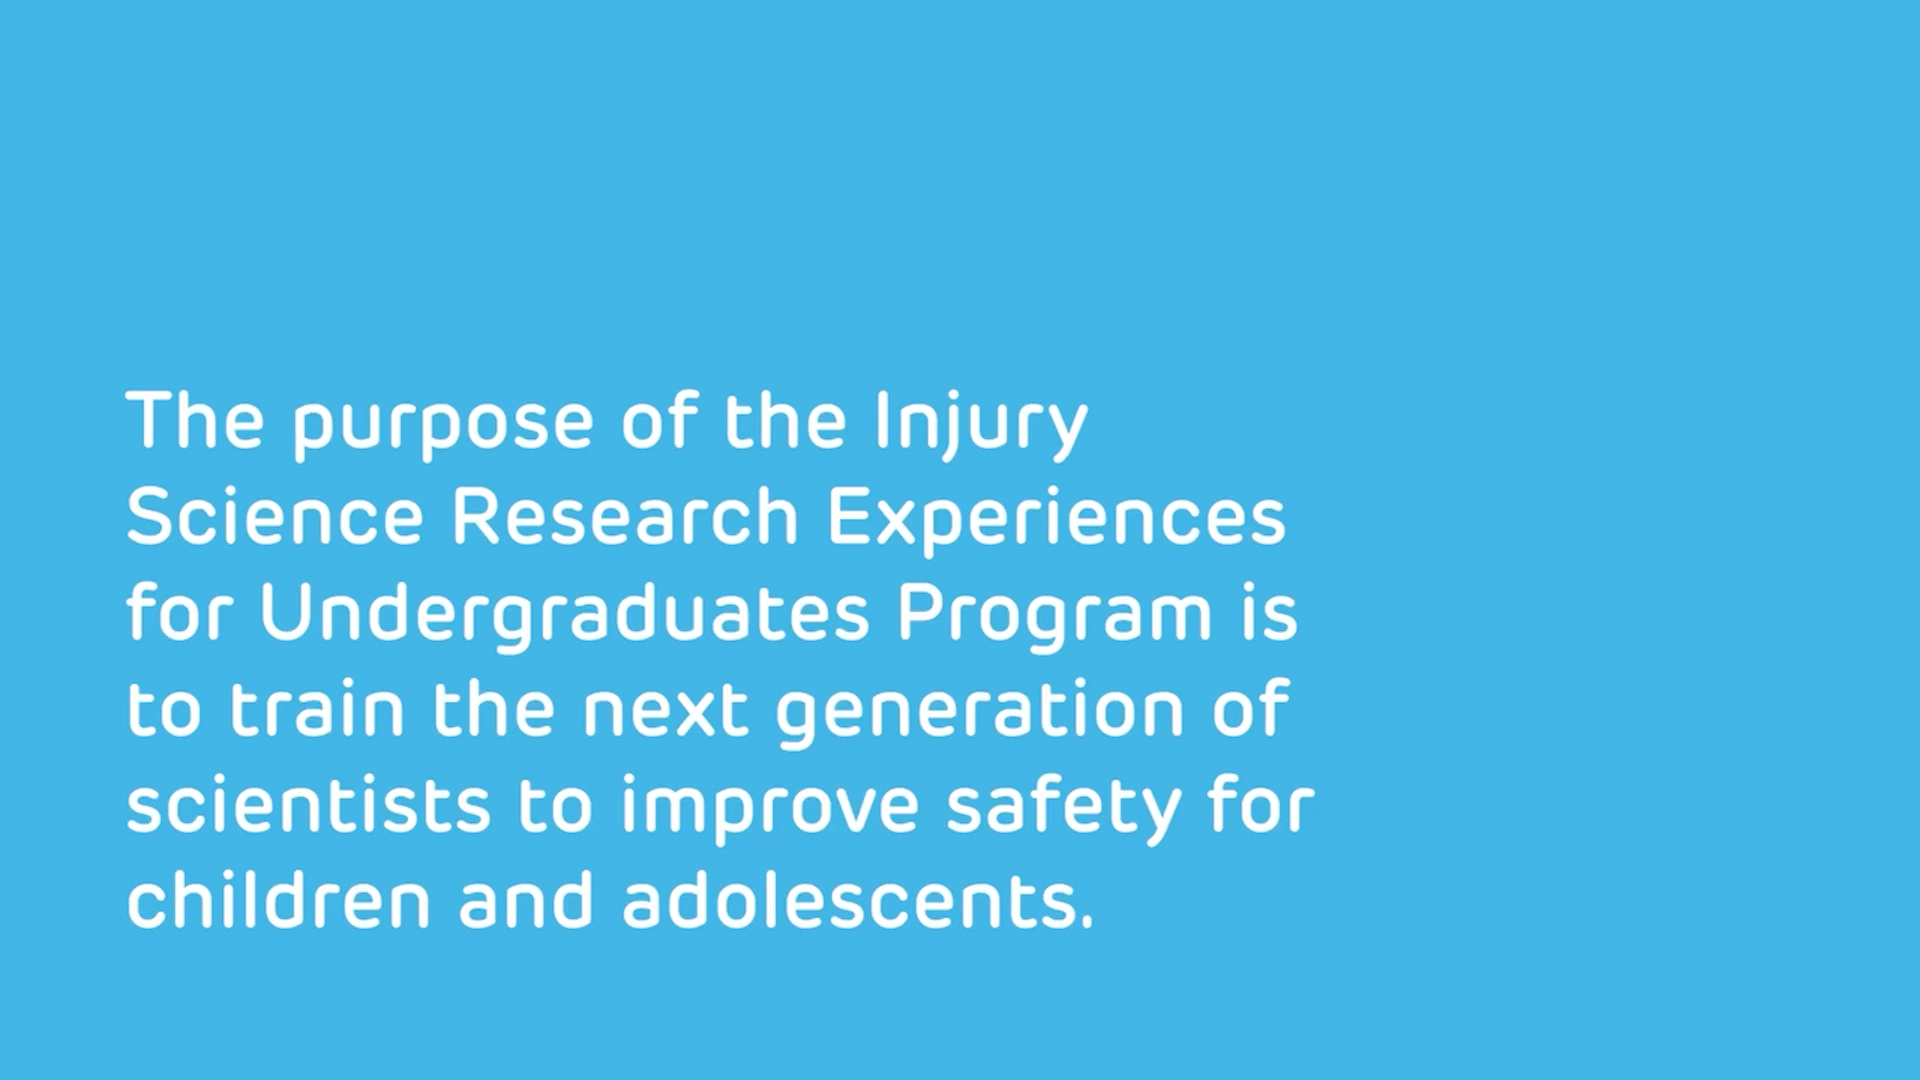 The purpose of the Injury
Science Research Experiences
for Undergraduates Program is
to train the next generation of
scientists to improve safety for
children and adolescents.